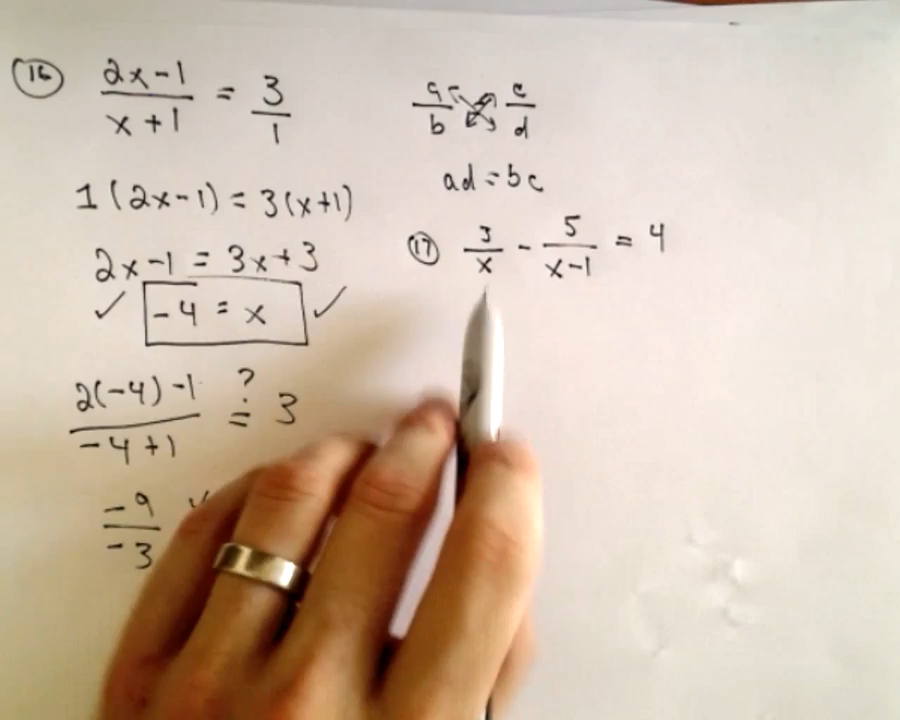 16 (2x-1)/(x+1) = 3/1
1(2x-1) = 3(x+1)
2x-1 = 3x+3
✓ -4 = x ✓
(2(-4)-1)/(-4+1) ≟ 3
-9/-3 ✓
a/b c/d
ad = bc
17 3/x - 5/(x-1) = 4